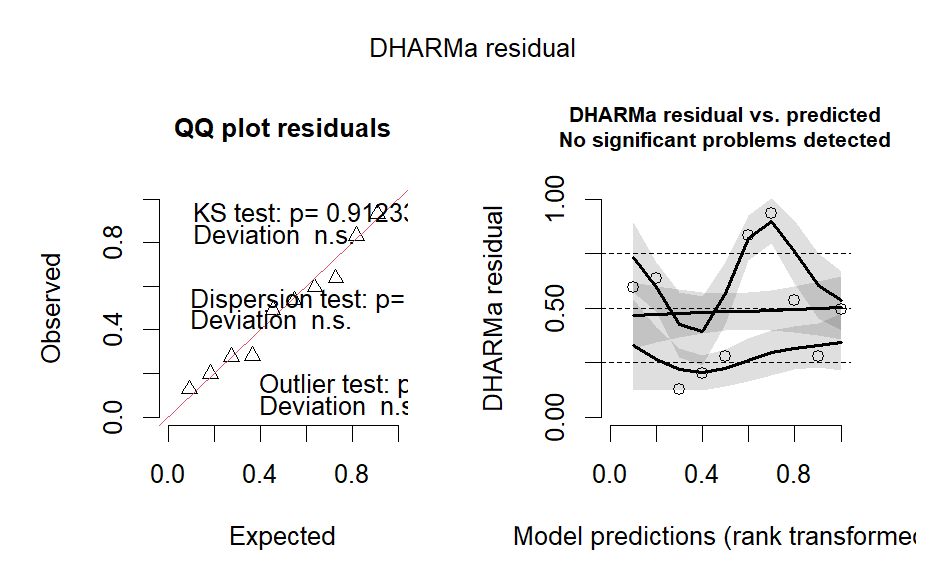 DHARMa residual
QQ plot residuals
KS test: p= 0.91233
Deviation  n.s.
Dispersion test: p=
Deviation  n.s.
Outlier test: p
Deviation  n.s
Observed
0.0
0.4
0.8
0.0
0.4
0.8
Expected
DHARMa residual vs. predicted
No significant problems detected
DHARMa residual
0.00
0.50
1.00
0.0
0.4
0.8
Model predictions (rank transformed